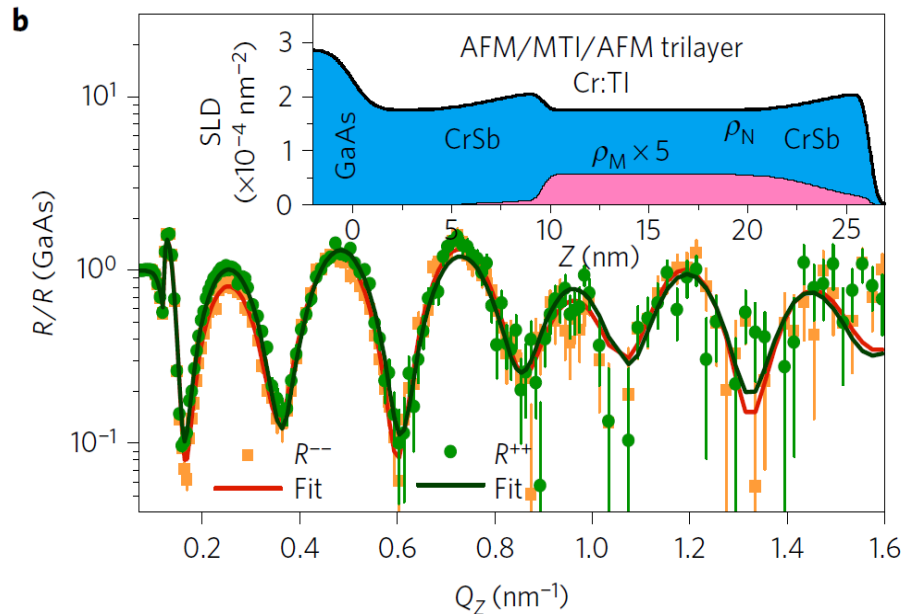 b
AFM/MTI/AFM trilayer
Cr:TI
SLD
(×10⁻⁴ nm⁻²)
3
2
1
0
GaAs
CrSb
ρ_M × 5
ρ_N
CrSb
0 5 10 15 20 25
Z (nm)
R/R (GaAs)
10¹
10⁰
10⁻¹
R⁻⁻
R⁺⁺
Fit
Fit
0.2 0.4 0.6 0.8 1.0 1.2 1.4 1.6
Q_Z (nm⁻¹)